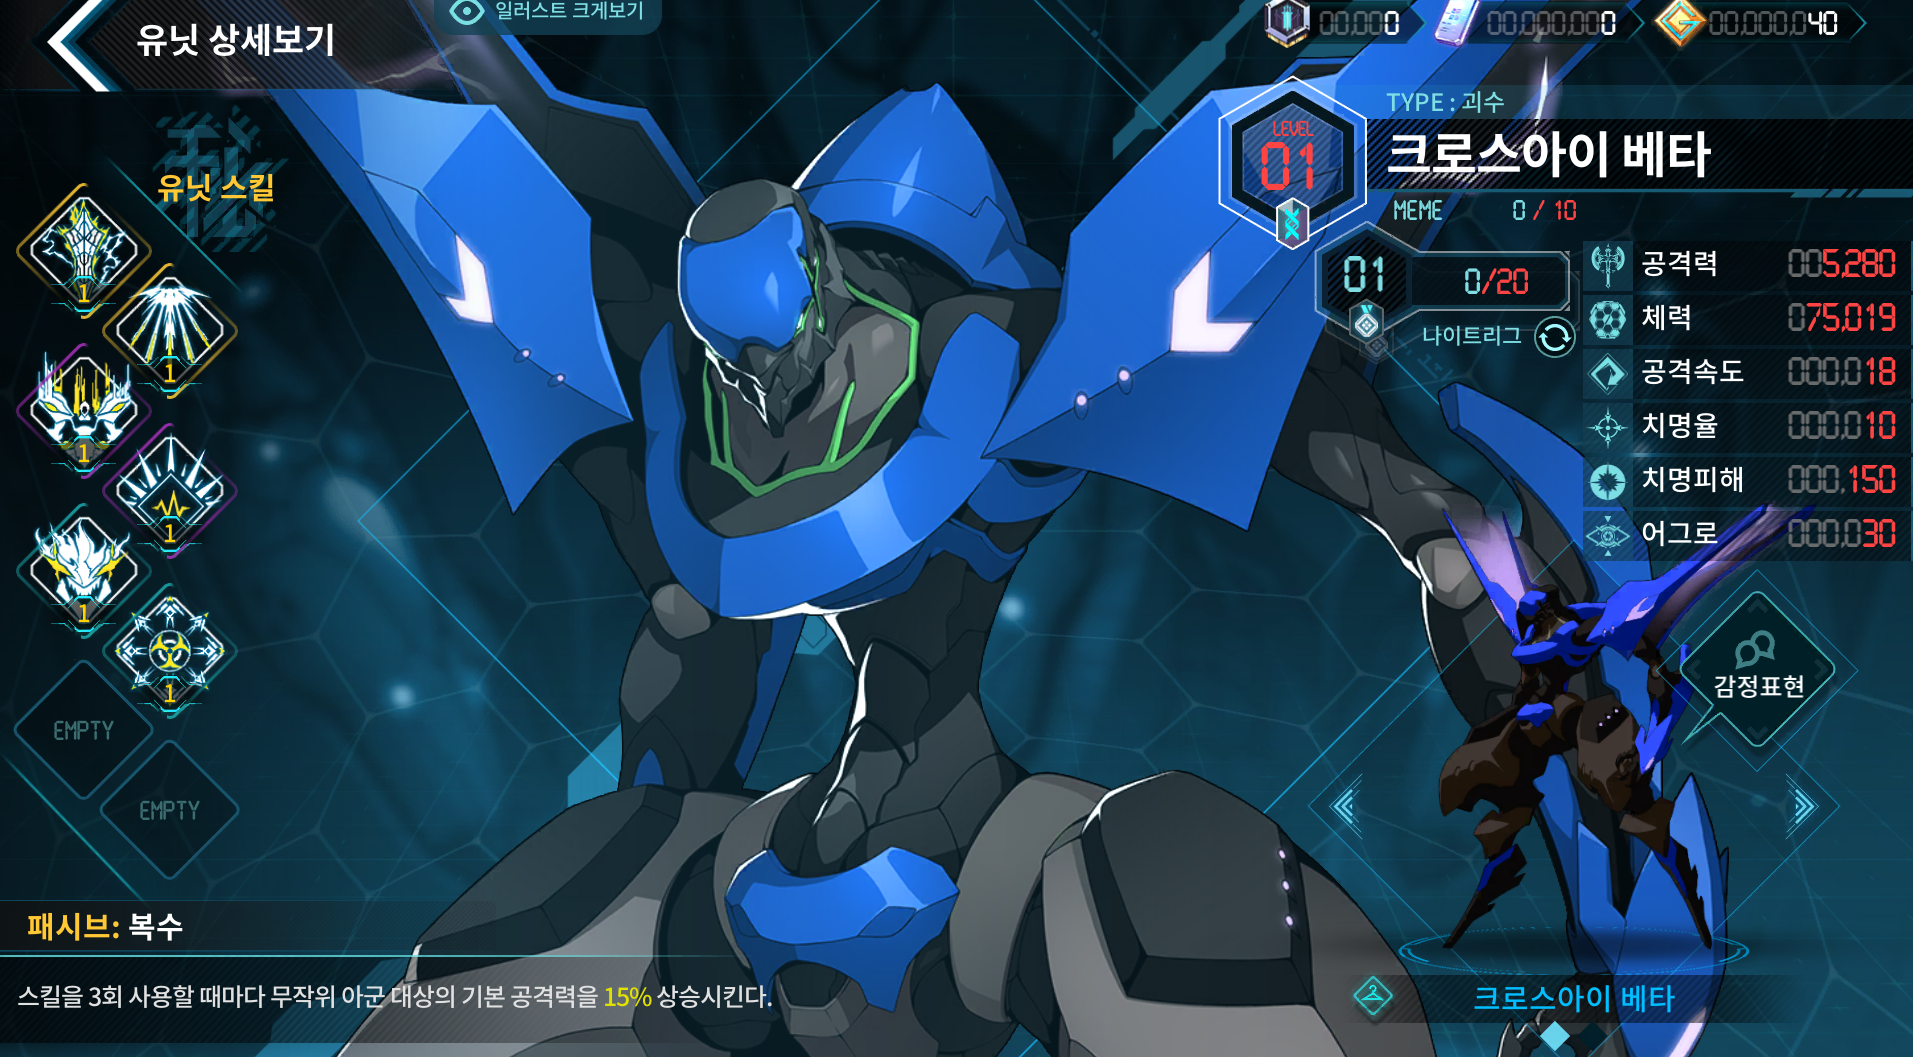 유닛 상세보기
일러스트 크게보기
00,000
00,000,000
00,000,040
유닛 스킬
1
1
1
1
1
1
EMPTY
EMPTY
LEVEL
01
TYPE : 괴수
크로스아이 베타
MEME 0 / 10
01
0/20
나이트리그
공격력 005,280
체력 075,019
공격속도 000,018
치명율 000,010
치명피해 000,150
어그로 000,030
감정표현
패시브: 복수
스킬을 3회 사용할 때마다 무작위 아군 대상의 기본 공격력을 15% 상승시킨다.
크로스아이 베타